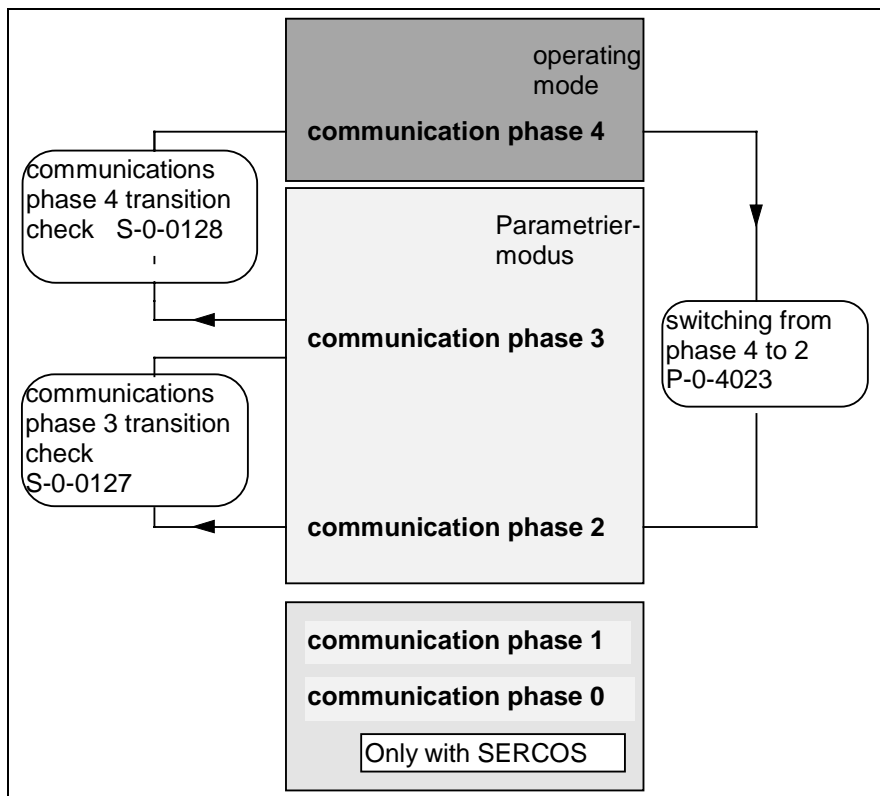 operating
mode
communication phase 4
communications
phase 4 transition
check S-0-0128
Parametrier-
modus
communication phase 3
switching from
phase 4 to 2
P-0-4023
communications
phase 3 transition
check
S-0-0127
communication phase 2
communication phase 1
communication phase 0
Only with SERCOS